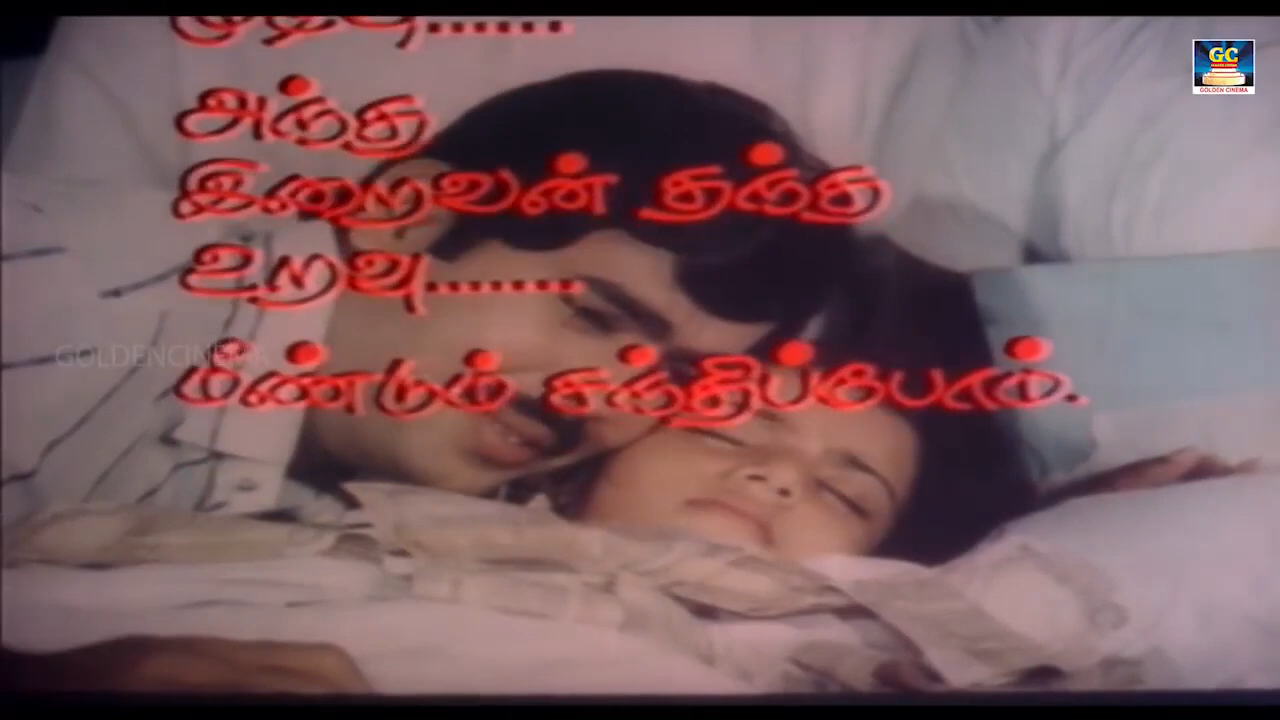 முடிவு......
அந்த
இறைவன் தந்த
உறவு.......
மீண்டும் சந்திப்போம்.
GC
GOLDEN CINEMA
GOLDENCINEMA